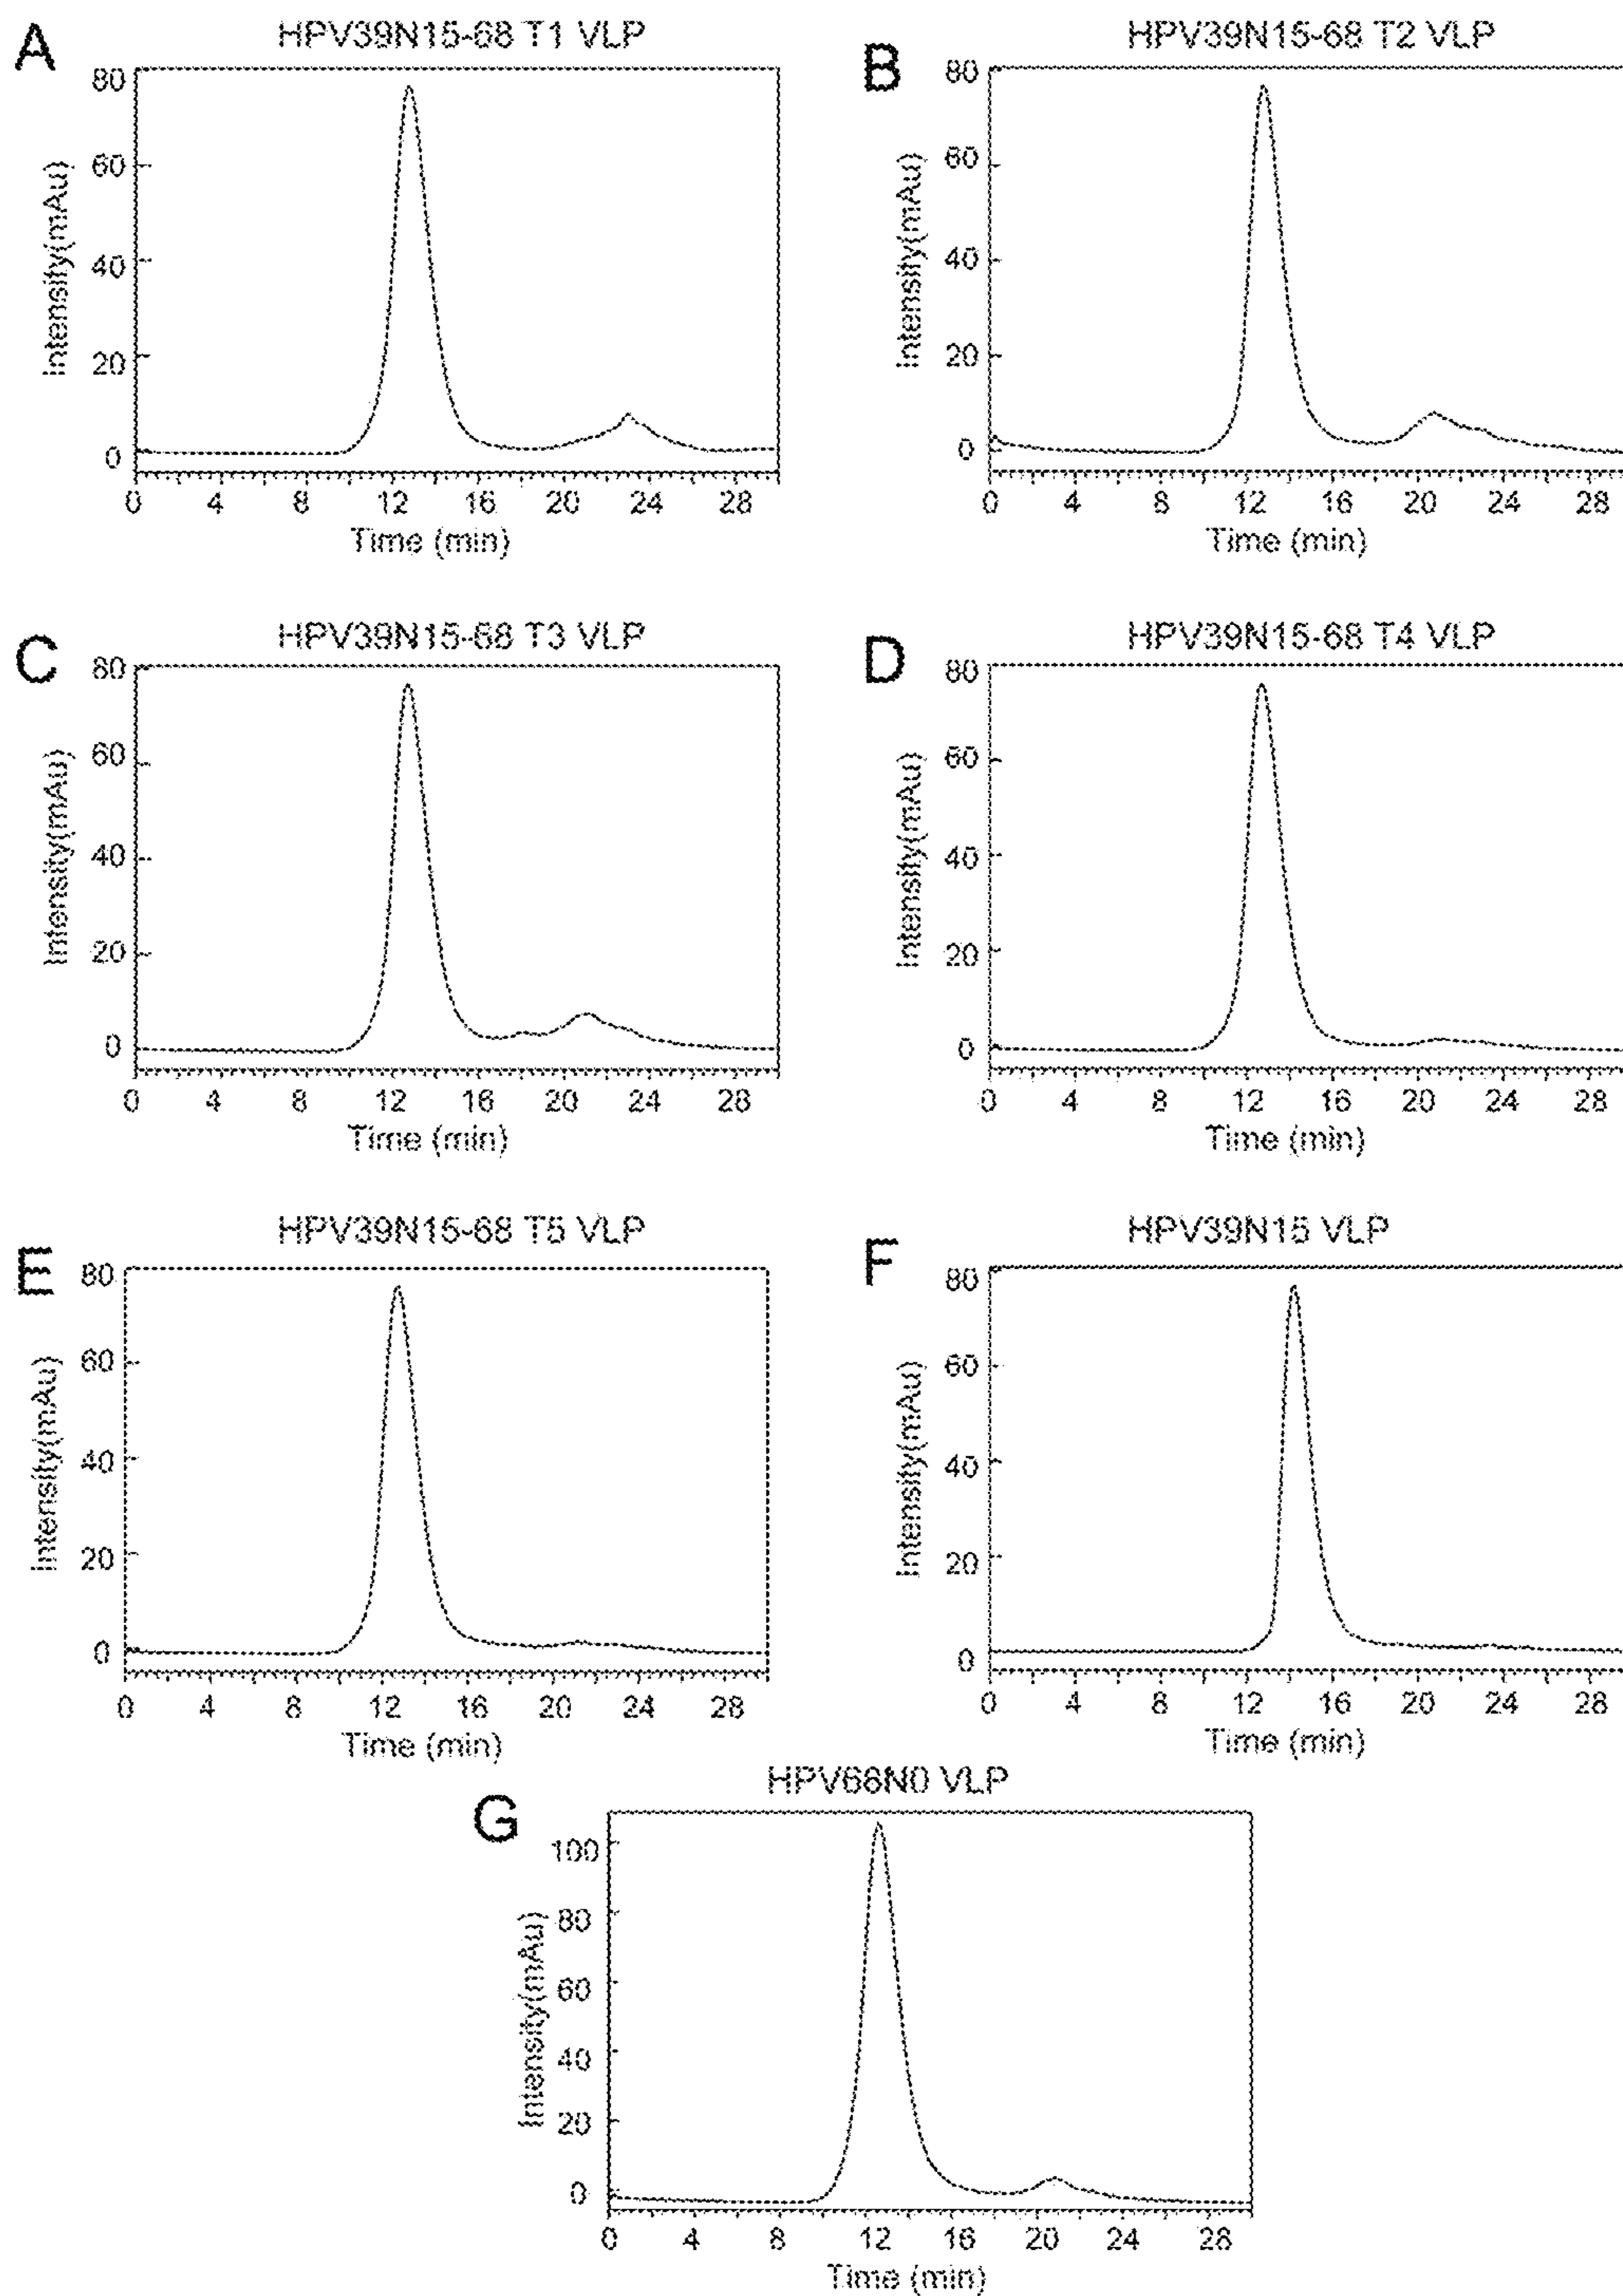 A
HPV39N15-68 T1 VLP
Intensity(mAu)
80
60
40
20
0
0 4 8 12 16 20 24 28
Time (min)
B
HPV39N15-68 T2 VLP
Intensity(mAu)
80
60
40
20
0
0 4 8 12 16 20 24 28
Time (min)
C
HPV39N15-68 T3 VLP
Intensity(mAu)
80
60
40
20
0
0 4 8 12 16 20 24 28
Time (min)
D
HPV39N15-68 T4 VLP
Intensity(mAu)
80
60
40
20
0
0 4 8 12 16 20 24 28
Time (min)
E
HPV39N15-68 T5 VLP
Intensity(mAu)
80
60
40
20
0
0 4 8 12 16 20 24 28
Time (min)
F
HPV39N15 VLP
Intensity(mAu)
80
60
40
20
0
0 4 8 12 16 20 24 28
Time (min)
G
HPV68N0 VLP
Intensity(mAu)
100
80
60
40
20
0
0 4 8 12 16 20 24 28
Time (min)